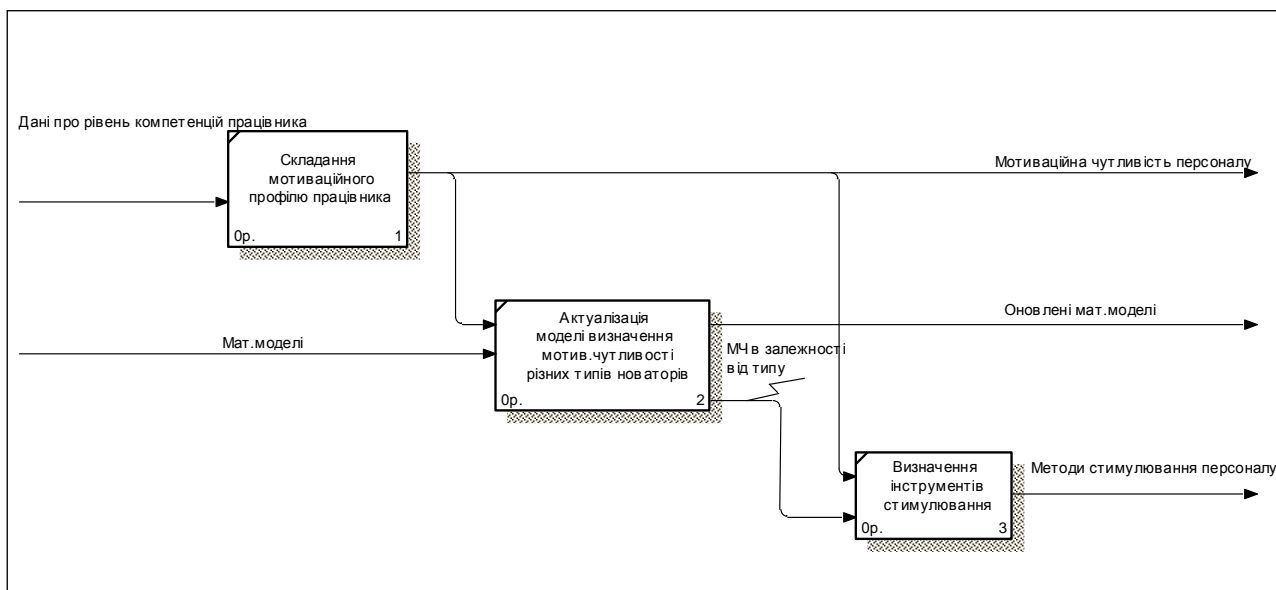 Дані про рівень компетенцій працівника
Складання
мотиваційного
профілю працівника
0р. 1
Мотиваційна чутливість персоналу
Мат.моделі
Актуалізація
моделі визначення
мотив.чутливості
різних типів новаторів
0р. 2
Оновлені мат.моделі
МЧ в залежності
від типу
Визначення
інструментів
стимулювання
0р. 3
Методи стимулювання персоналу